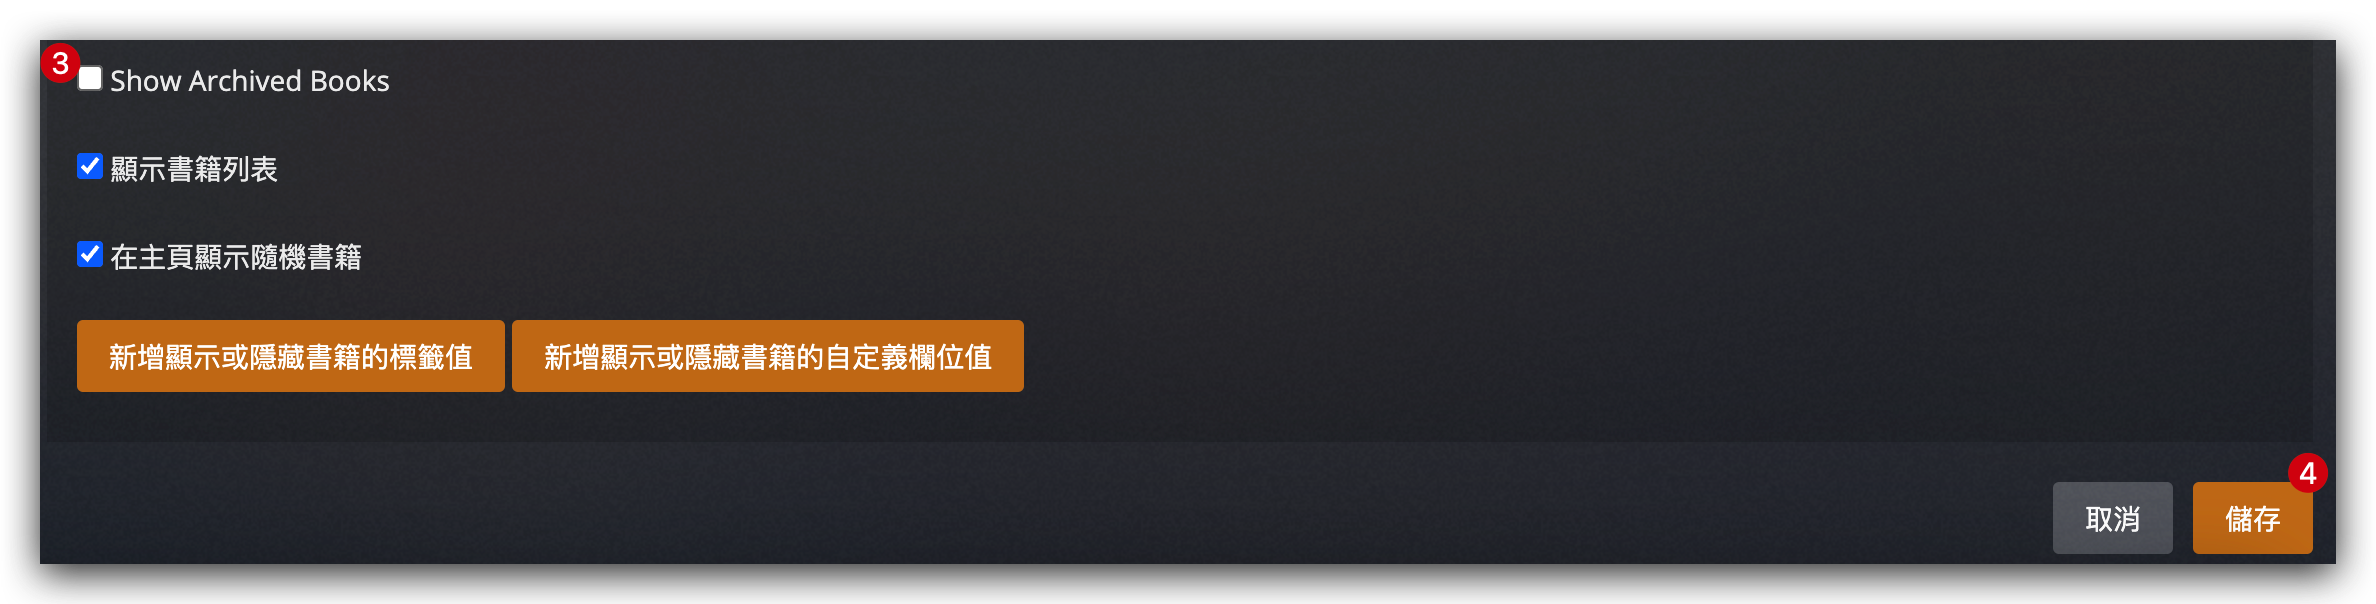 3
Show Archived Books
顯示書籍列表
在主頁顯示隨機書籍
新增顯示或隱藏書籍的標籤值 新增顯示或隱藏書籍的自定義欄位值
4
取消 儲存